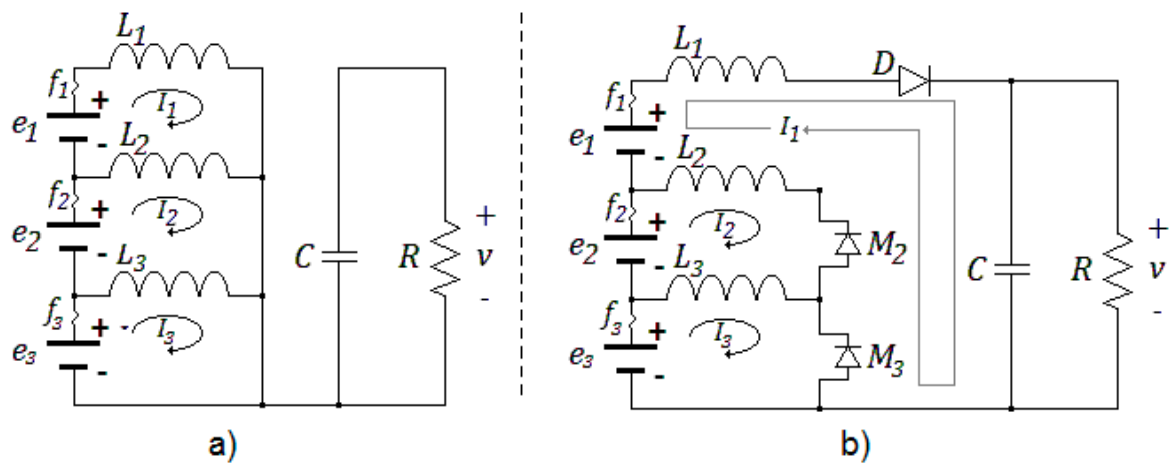 L1
f1
+
I1
e1
-
L2
f2
+
I2
e2
-
L3
f3
+
I3
e3
-
C
R
+
v
-
a)
L1
D
f1
+
I1
e1
-
L2
f2
+
I2
e2
-
M2
L3
f3
+
I3
e3
-
M3
C
R
+
v
-
b)